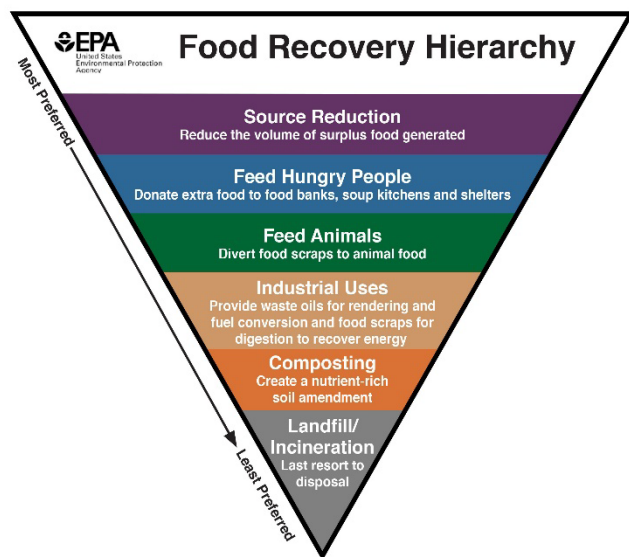 EPA
United States
Environmental Protection
Agency
Food Recovery Hierarchy
Most Preferred
Source Reduction
Reduce the volume of surplus food generated
Feed Hungry People
Donate extra food to food banks, soup kitchens and shelters
Feed Animals
Divert food scraps to animal food
Industrial Uses
Provide waste oils for rendering and
fuel conversion and food scraps for
digestion to recover energy
Composting
Create a nutrient-rich
soil amendment
Landfill/
Incineration
Last resort to
disposal
Least Preferred